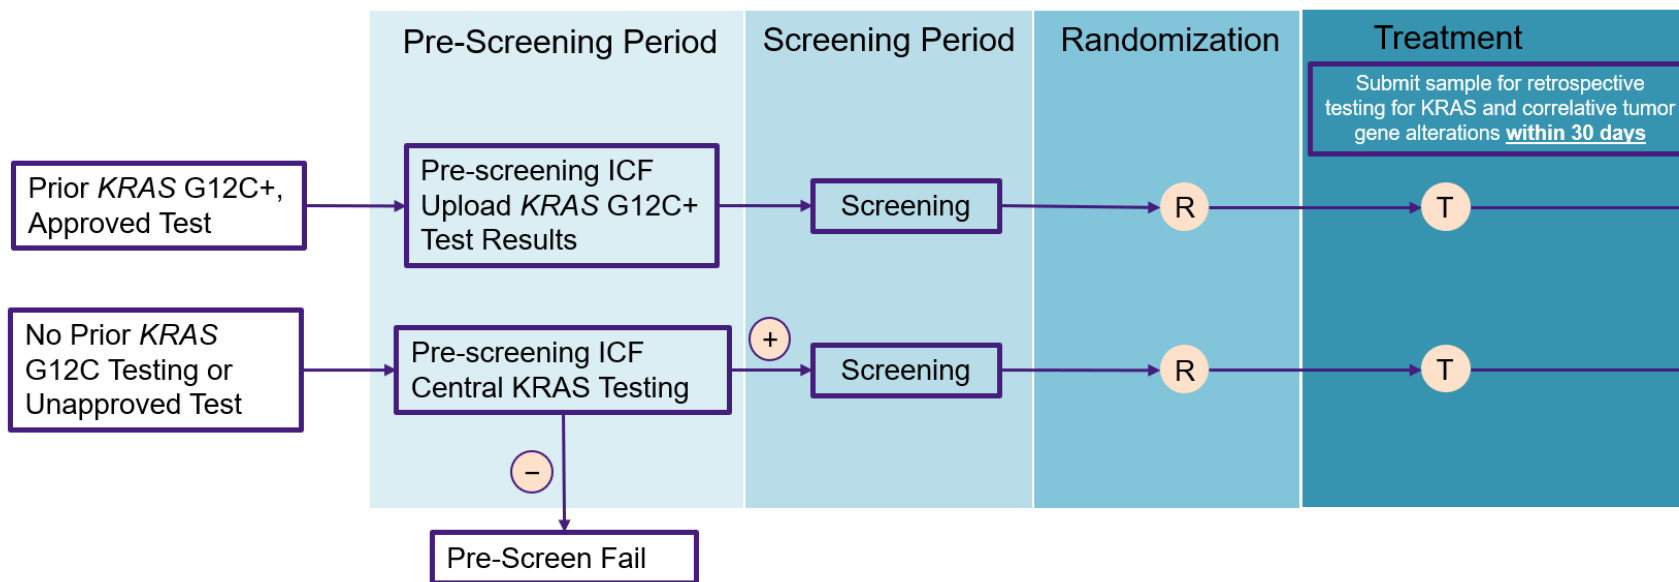 Pre-Screening Period
Screening Period
Randomization
Treatment
Submit sample for retrospective
testing for KRAS and correlative tumor
gene alterations within 30 days
Prior KRAS G12C+,
Approved Test
Pre-screening ICF
Upload KRAS G12C+
Test Results
Screening
R
T
No Prior KRAS
G12C Testing or
Unapproved Test
Pre-screening ICF
Central KRAS Testing
+
Screening
R
T
−
Pre-Screen Fail